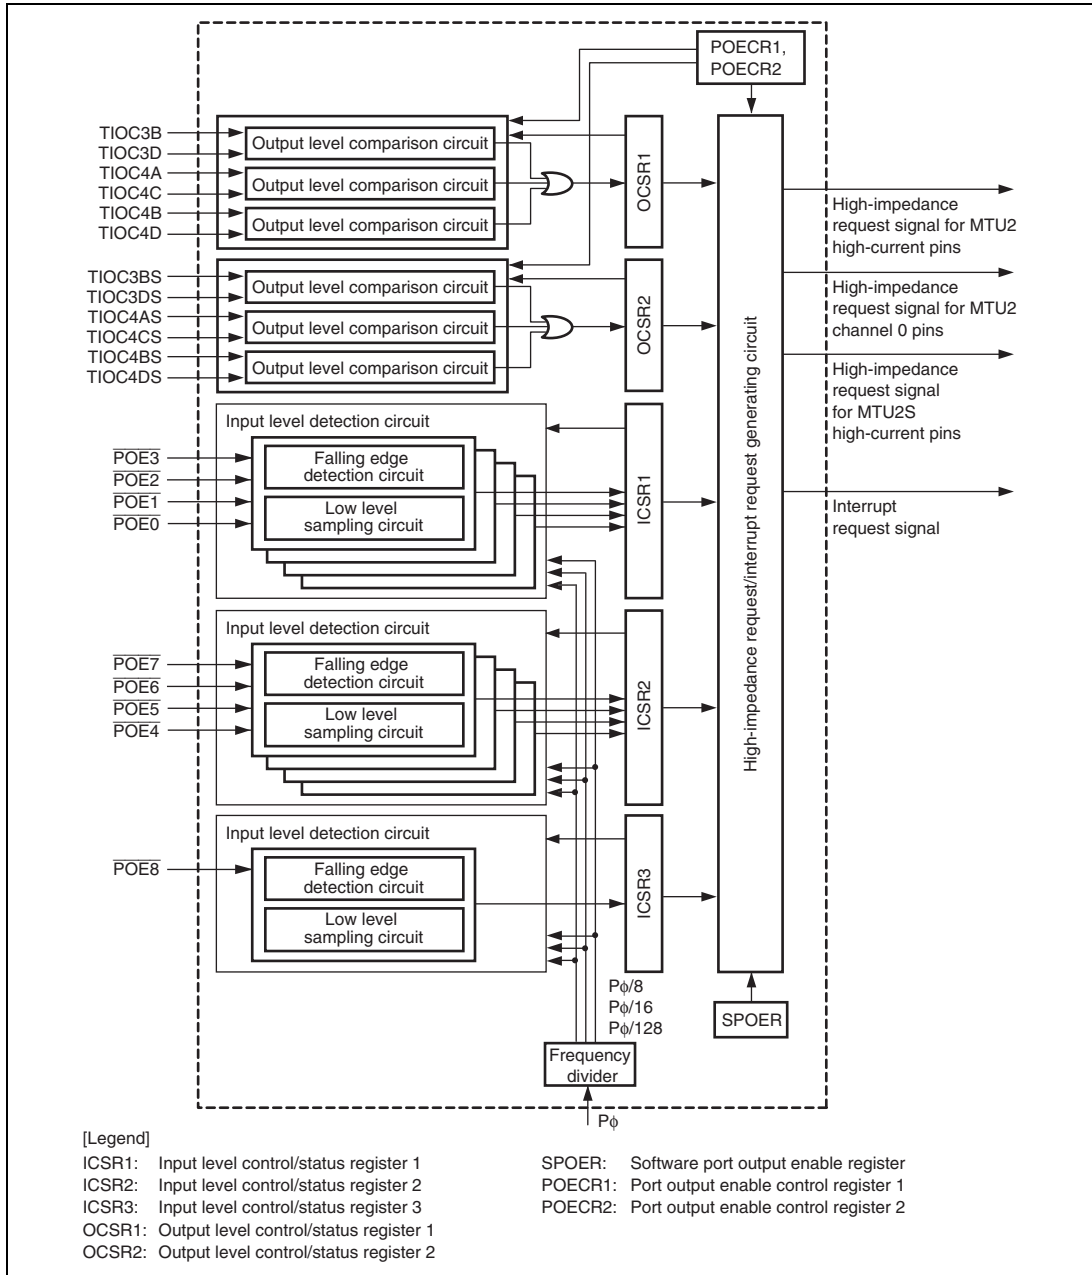 POECR1,
POECR2
TIOC3B
TIOC3D
TIOC4A
TIOC4C
TIOC4B
TIOC4D
Output level comparison circuit
Output level comparison circuit
Output level comparison circuit
OCSR1
TIOC3BS
TIOC3DS
TIOC4AS
TIOC4CS
TIOC4BS
TIOC4DS
Output level comparison circuit
Output level comparison circuit
Output level comparison circuit
OCSR2
Input level detection circuit
POE3
POE2
POE1
POE0
Falling edge
detection circuit
Low level
sampling circuit
ICSR1
Input level detection circuit
POE7
POE6
POE5
POE4
Falling edge
detection circuit
Low level
sampling circuit
ICSR2
Input level detection circuit
POE8
Falling edge
detection circuit
Low level
sampling circuit
ICSR3
High-impedance request/interrupt request generating circuit
High-impedance
request signal for MTU2
high-current pins
High-impedance
request signal for MTU2
channel 0 pins
High-impedance
request signal
for MTU2S
high-current pins
Interrupt
request signal
Pφ/8
Pφ/16
Pφ/128
SPOER
Frequency
divider
Pφ
[Legend]
ICSR1: Input level control/status register 1
ICSR2: Input level control/status register 2
ICSR3: Input level control/status register 3
OCSR1: Output level control/status register 1
OCSR2: Output level control/status register 2
SPOER: Software port output enable register
POECR1: Port output enable control register 1
POECR2: Port output enable control register 2